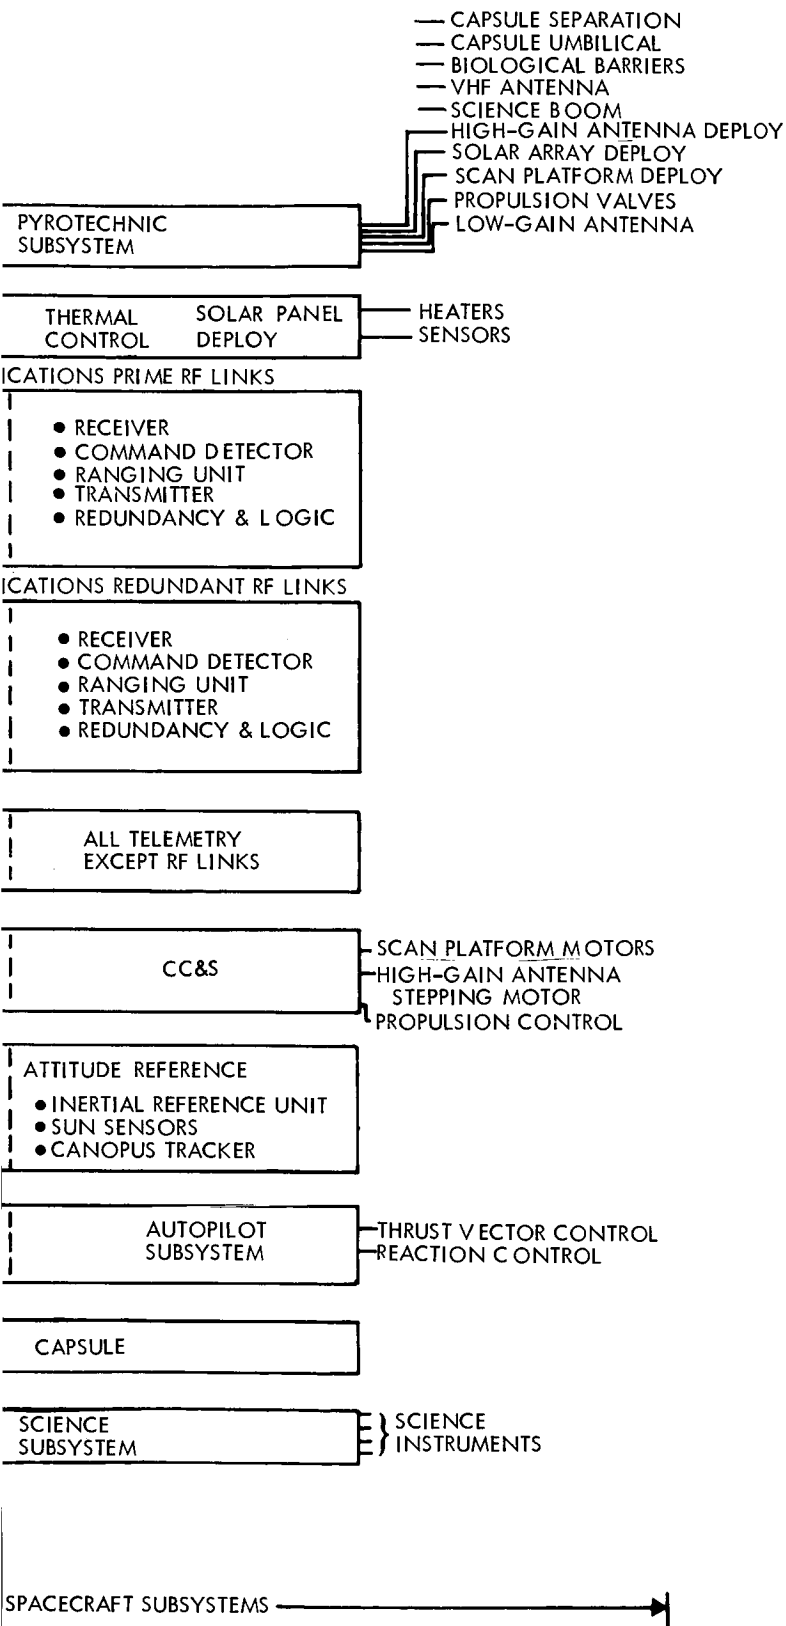 CAPSULE SEPARATION
CAPSULE UMBILICAL
BIOLOGICAL BARRIERS
VHF ANTENNA
SCIENCE BOOM
HIGH-GAIN ANTENNA DEPLOY
SOLAR ARRAY DEPLOY
SCAN PLATFORM DEPLOY
PROPULSION VALVES
LOW-GAIN ANTENNA
PYROTECHNIC
SUBSYSTEM
THERMAL
CONTROL
SOLAR PANEL
DEPLOY
HEATERS
SENSORS
ICATIONS PRIME RF LINKS
● RECEIVER
● COMMAND DETECTOR
● RANGING UNIT
● TRANSMITTER
● REDUNDANCY & LOGIC
ICATIONS REDUNDANT RF LINKS
● RECEIVER
● COMMAND DETECTOR
● RANGING UNIT
● TRANSMITTER
● REDUNDANCY & LOGIC
ALL TELEMETRY
EXCEPT RF LINKS
CC&S
SCAN PLATFORM MOTORS
HIGH-GAIN ANTENNA
STEPPING MOTOR
PROPULSION CONTROL
ATTITUDE REFERENCE
● INERTIAL REFERENCE UNIT
● SUN SENSORS
● CANOPUS TRACKER
AUTOPILOT
SUBSYSTEM
THRUST VECTOR CONTROL
REACTION CONTROL
CAPSULE
SCIENCE
SUBSYSTEM
SCIENCE
INSTRUMENTS
SPACECRAFT SUBSYSTEMS